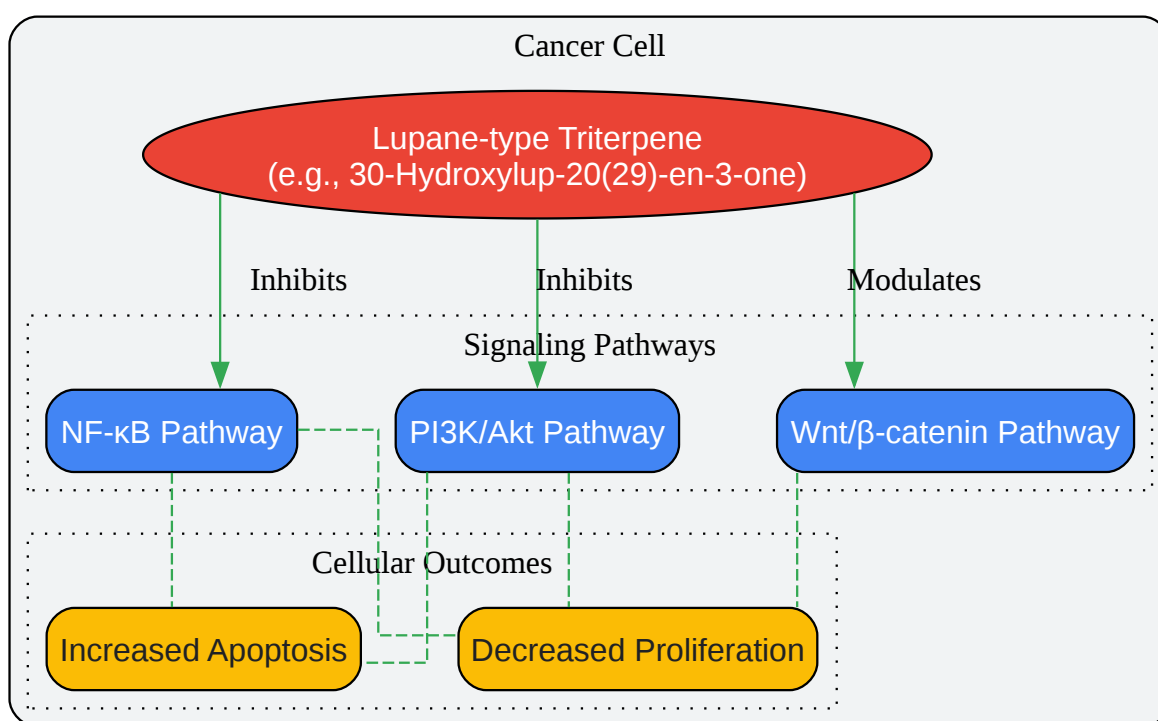 Cancer Cell
Lupane-type Triterpene
(e.g., 30-Hydroxylup-20(29)-en-3-one)
Inhibits
Inhibits
Modulates
Signaling Pathways
NF-κB Pathway
PI3K/Akt Pathway
Wnt/β-catenin Pathway
Cellular Outcomes
Increased Apoptosis
Decreased Proliferation